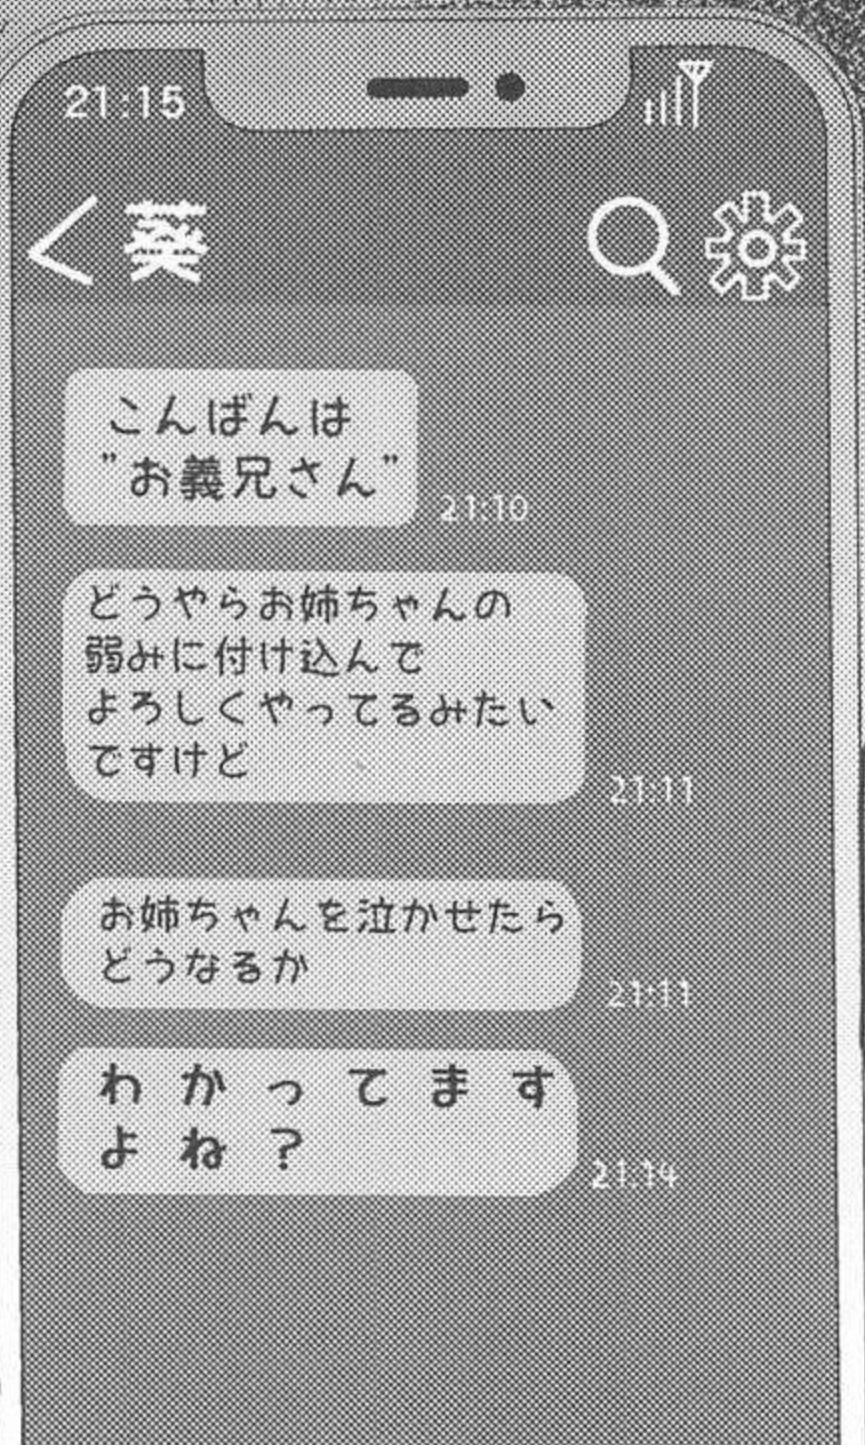 21:15
葵
こんばんは
"お義兄さん"
21:10
どうやらお姉ちゃんの
弱みに付け込んで
よろしくやってるみたい
ですけど
21:11
お姉ちゃんを泣かせたら
どうなるか
21:11
わかってます
よね？
21:14